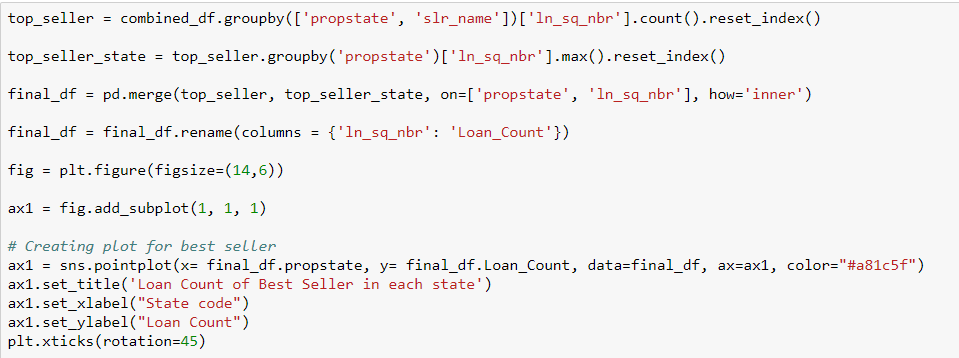 top_seller = combined_df.groupby(['propstate', 'slr_name'])['ln_sq_nbr'].count().reset_index()
top_seller_state = top_seller.groupby('propstate')['ln_sq_nbr'].max().reset_index()
final_df = pd.merge(top_seller, top_seller_state, on=['propstate', 'ln_sq_nbr'], how='inner')
final_df = final_df.rename(columns = {'ln_sq_nbr': 'Loan_Count'})
fig = plt.figure(figsize=(14,6))
ax1 = fig.add_subplot(1, 1, 1)
# Creating plot for best seller
ax1 = sns.pointplot(x= final_df.propstate, y= final_df.Loan_Count, data=final_df, ax=ax1, color="#a81c5f")
ax1.set_title('Loan Count of Best Seller in each state')
ax1.set_xlabel("State code")
ax1.set_ylabel("Loan Count")
plt.xticks(rotation=45)